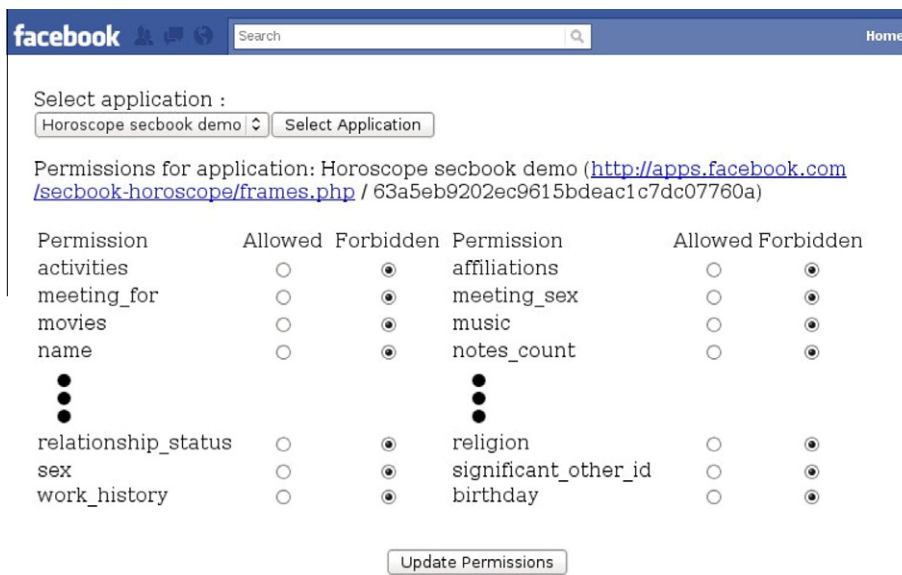 facebook Search Home
Select application :
Horoscope secbook demo Select Application
Permissions for application: Horoscope secbook demo (http://apps.facebook.com
/secbook-horoscope/frames.php / 63a5eb9202ec9615bdeac1c7dc07760a)
Permission Allowed Forbidden Permission Allowed Forbidden
activities affiliations
meeting_for meeting_sex
movies music
name notes_count
relationship_status religion
sex significant_other_id
work_history birthday
Update Permissions